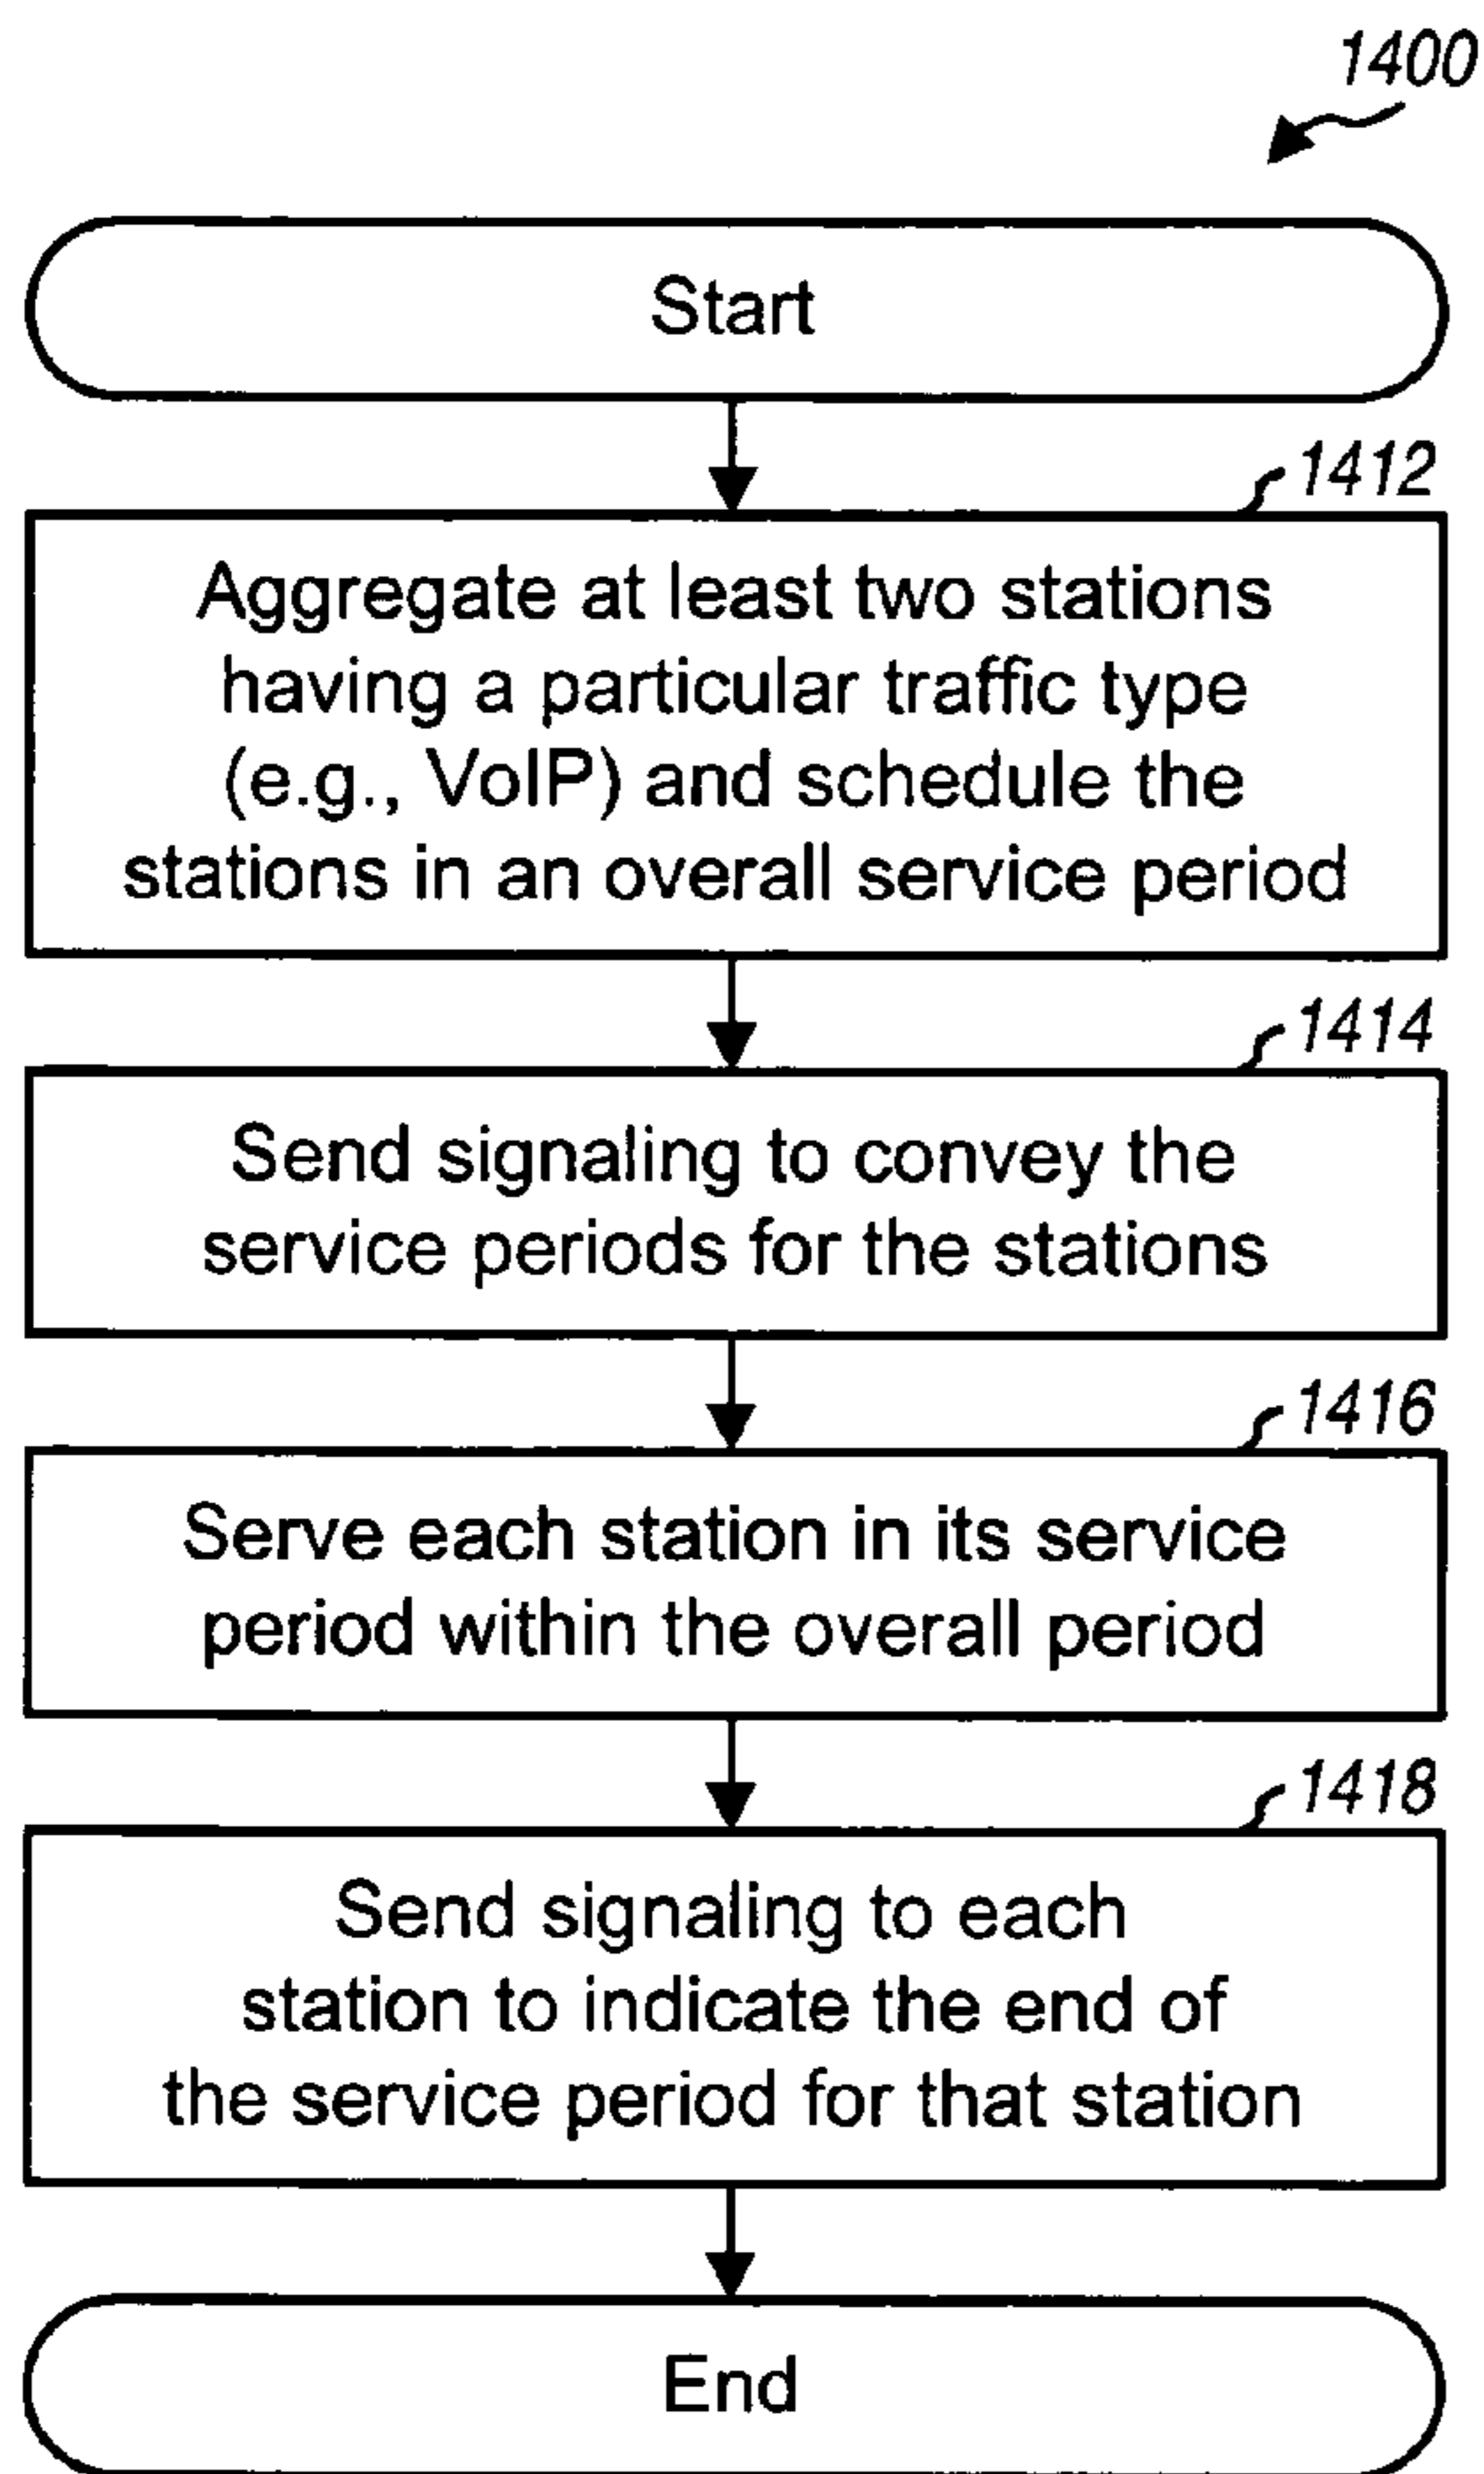 1400
Start
1412
Aggregate at least two stations
having a particular traffic type
(e.g., VoIP) and schedule the
stations in an overall service period
1414
Send signaling to convey the
service periods for the stations
1416
Serve each station in its service
period within the overall period
1418
Send signaling to each
station to indicate the end of
the service period for that station
End